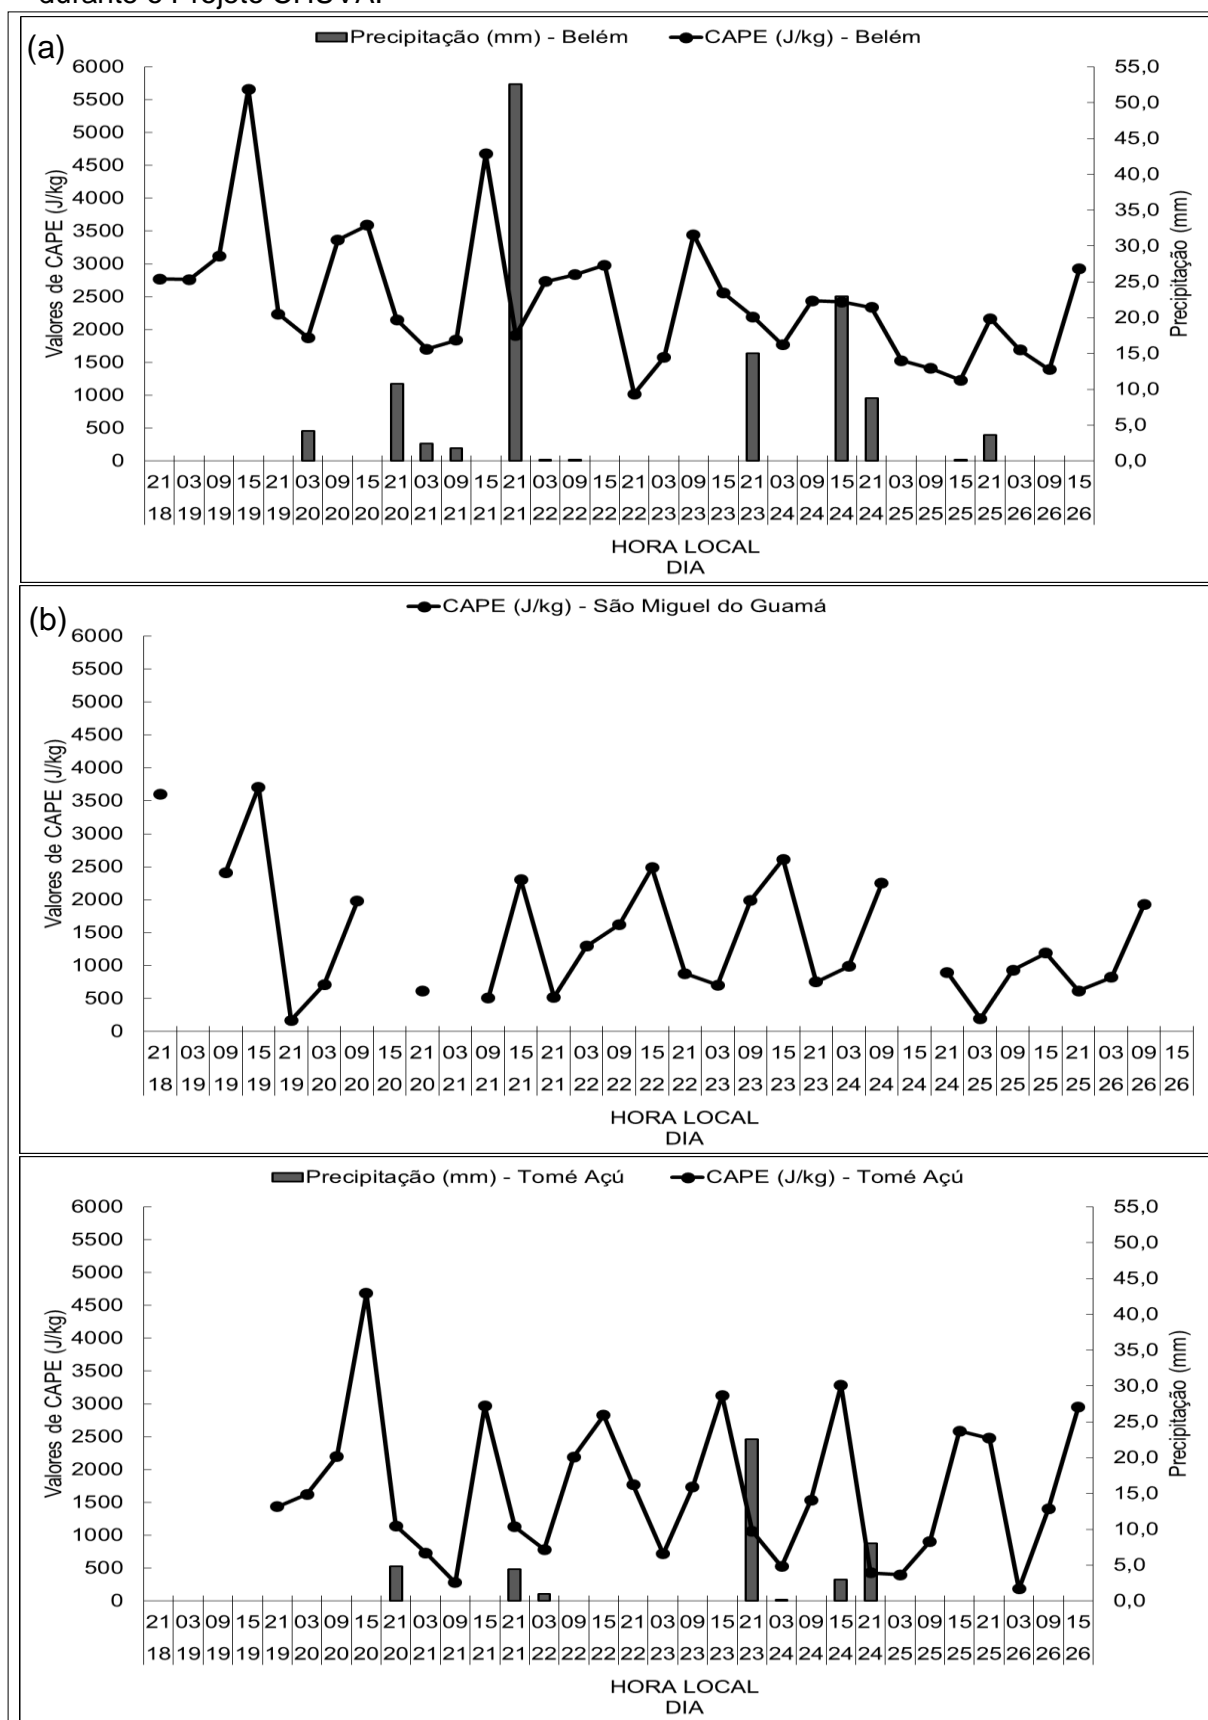 durante o Projeto CHUVA.
(a)
Precipitação (mm) - Belém CAPE (J/kg) - Belém
6000 55,0
5500 50,0
5000 45,0
4500 40,0
4000 35,0
3500 30,0
3000 25,0
2500 20,0
2000 15,0
1500 10,0
1000 5,0
500 0,0
0
Valores de CAPE (J/kg)
Precipitação (mm)
21 03 09 15 21 03 09 15 21 03 09 15 21 03 09 15 21 03 09 15 21 03 09 15 21 03 09 15 21 03 09 15
18 19 19 19 19 20 20 20 20 21 21 21 21 22 22 22 22 23 23 23 23 24 24 24 24 25 25 25 25 26 26 26
HORA LOCAL
DIA
(b)
CAPE (J/kg) - São Miguel do Guamá
6000
5500
5000
4500
4000
3500
3000
2500
2000
1500
1000
500
0
Valores de CAPE (J/kg)
21 03 09 15 21 03 09 15 21 03 09 15 21 03 09 15 21 03 09 15 21 03 09 15 21 03 09 15 21 03 09 15
18 19 19 19 19 20 20 20 20 21 21 21 21 22 22 22 22 23 23 23 23 24 24 24 24 25 25 25 25 26 26 26
HORA LOCAL
DIA
Precipitação (mm) - Tomé Açú CAPE (J/kg) - Tomé Açú
6000 55,0
5500 50,0
5000 45,0
4500 40,0
4000 35,0
3500 30,0
3000 25,0
2500 20,0
2000 15,0
1500 10,0
1000 5,0
500 0,0
0
Valores de CAPE (J/kg)
Precipitação (mm)
21 03 09 15 21 03 09 15 21 03 09 15 21 03 09 15 21 03 09 15 21 03 09 15 21 03 09 15 21 03 09 15
18 19 19 19 19 20 20 20 20 21 21 21 21 22 22 22 22 23 23 23 23 24 24 24 24 25 25 25 25 26 26 26
HORA LOCAL
DIA